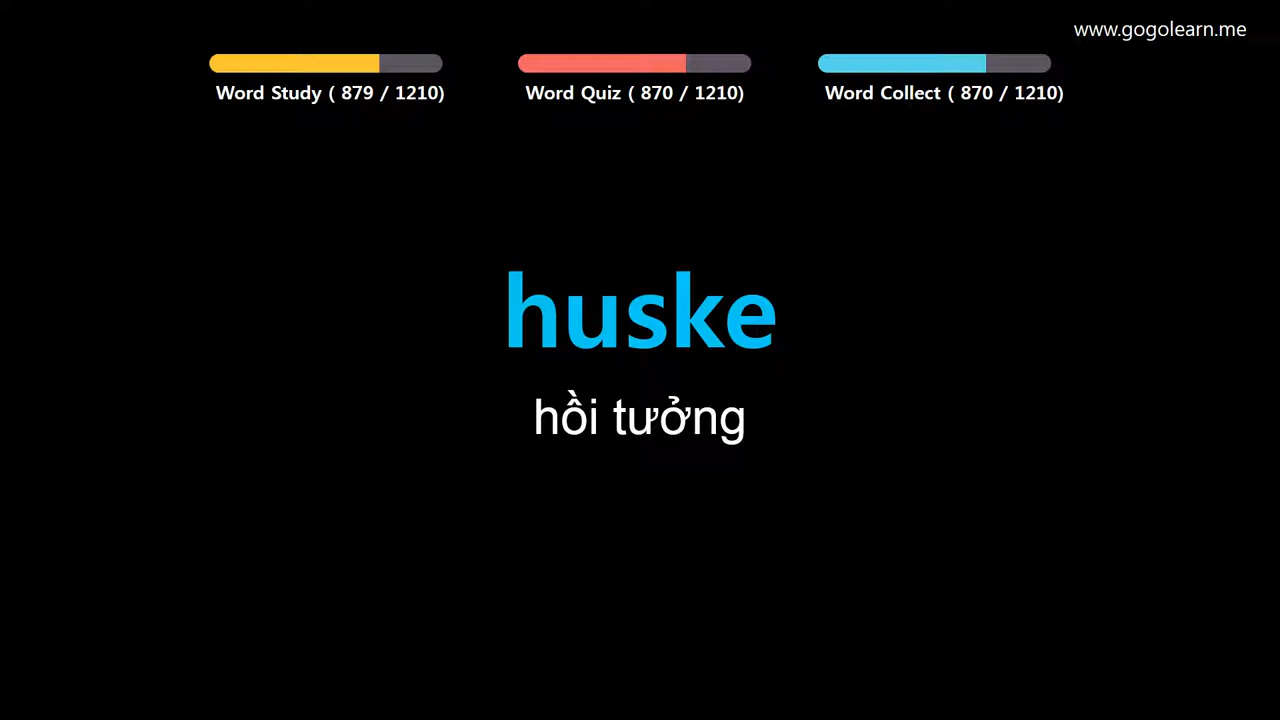 www.gogolearn.me
Word Study ( 879 / 1210)
Word Quiz ( 870 / 1210)
Word Collect ( 870 / 1210)
huske
hồi tưởng